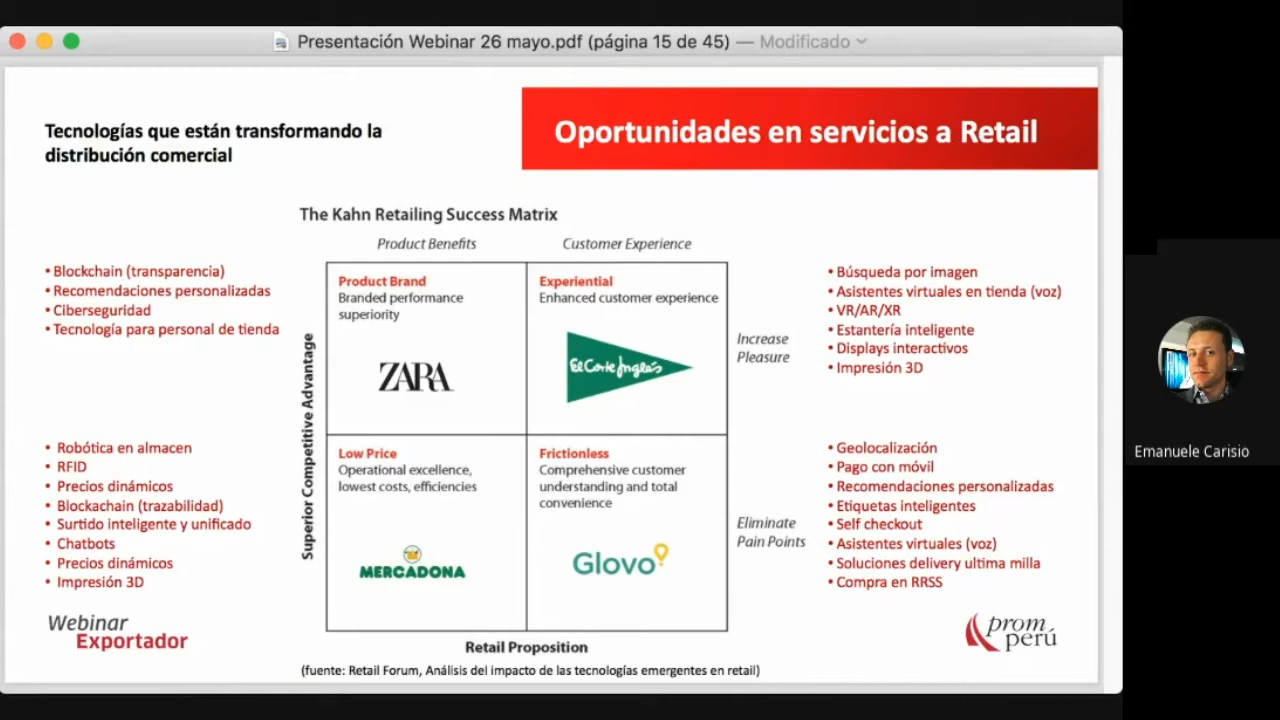 Presentación Webinar 26 mayo.pdf (página 15 de 45) — Modificado
Tecnologías que están transformando la
distribución comercial
Oportunidades en servicios a Retail
The Kahn Retailing Success Matrix
Product Benefits
Customer Experience
• Blockchain (transparencia)
• Recomendaciones personalizadas
• Ciberseguridad
• Tecnología para personal de tienda
Superior Competitive Advantage
Product Brand
Branded performance
superiority
ZARA
Experiential
Enhanced customer experience
El Corte Inglés
Increase
Pleasure
• Búsqueda por imagen
• Asistentes virtuales en tienda (voz)
• VR/AR/XR
• Estantería inteligente
• Displays interactivos
• Impresión 3D
• Robótica en almacen
• RFID
• Precios dinámicos
• Blockachain (trazabilidad)
• Surtido inteligente y unificado
• Chatbots
• Precios dinámicos
• Impresión 3D
Low Price
Operational excellence,
lowest costs, efficiencies
MERCADONA
Frictionless
Comprehensive customer
understanding and total
convenience
Glovo
Eliminate
Pain Points
• Geolocalización
• Pago con móvil
• Recomendaciones personalizadas
• Etiquetas inteligentes
• Self checkout
• Asistentes virtuales (voz)
• Soluciones delivery ultima milla
• Compra en RRSS
Webinar
Exportador
Retail Proposition
(fuente: Retail Forum, Análisis del impacto de las tecnologías emergentes en retail)
prom
perú
Emanuele Carisio